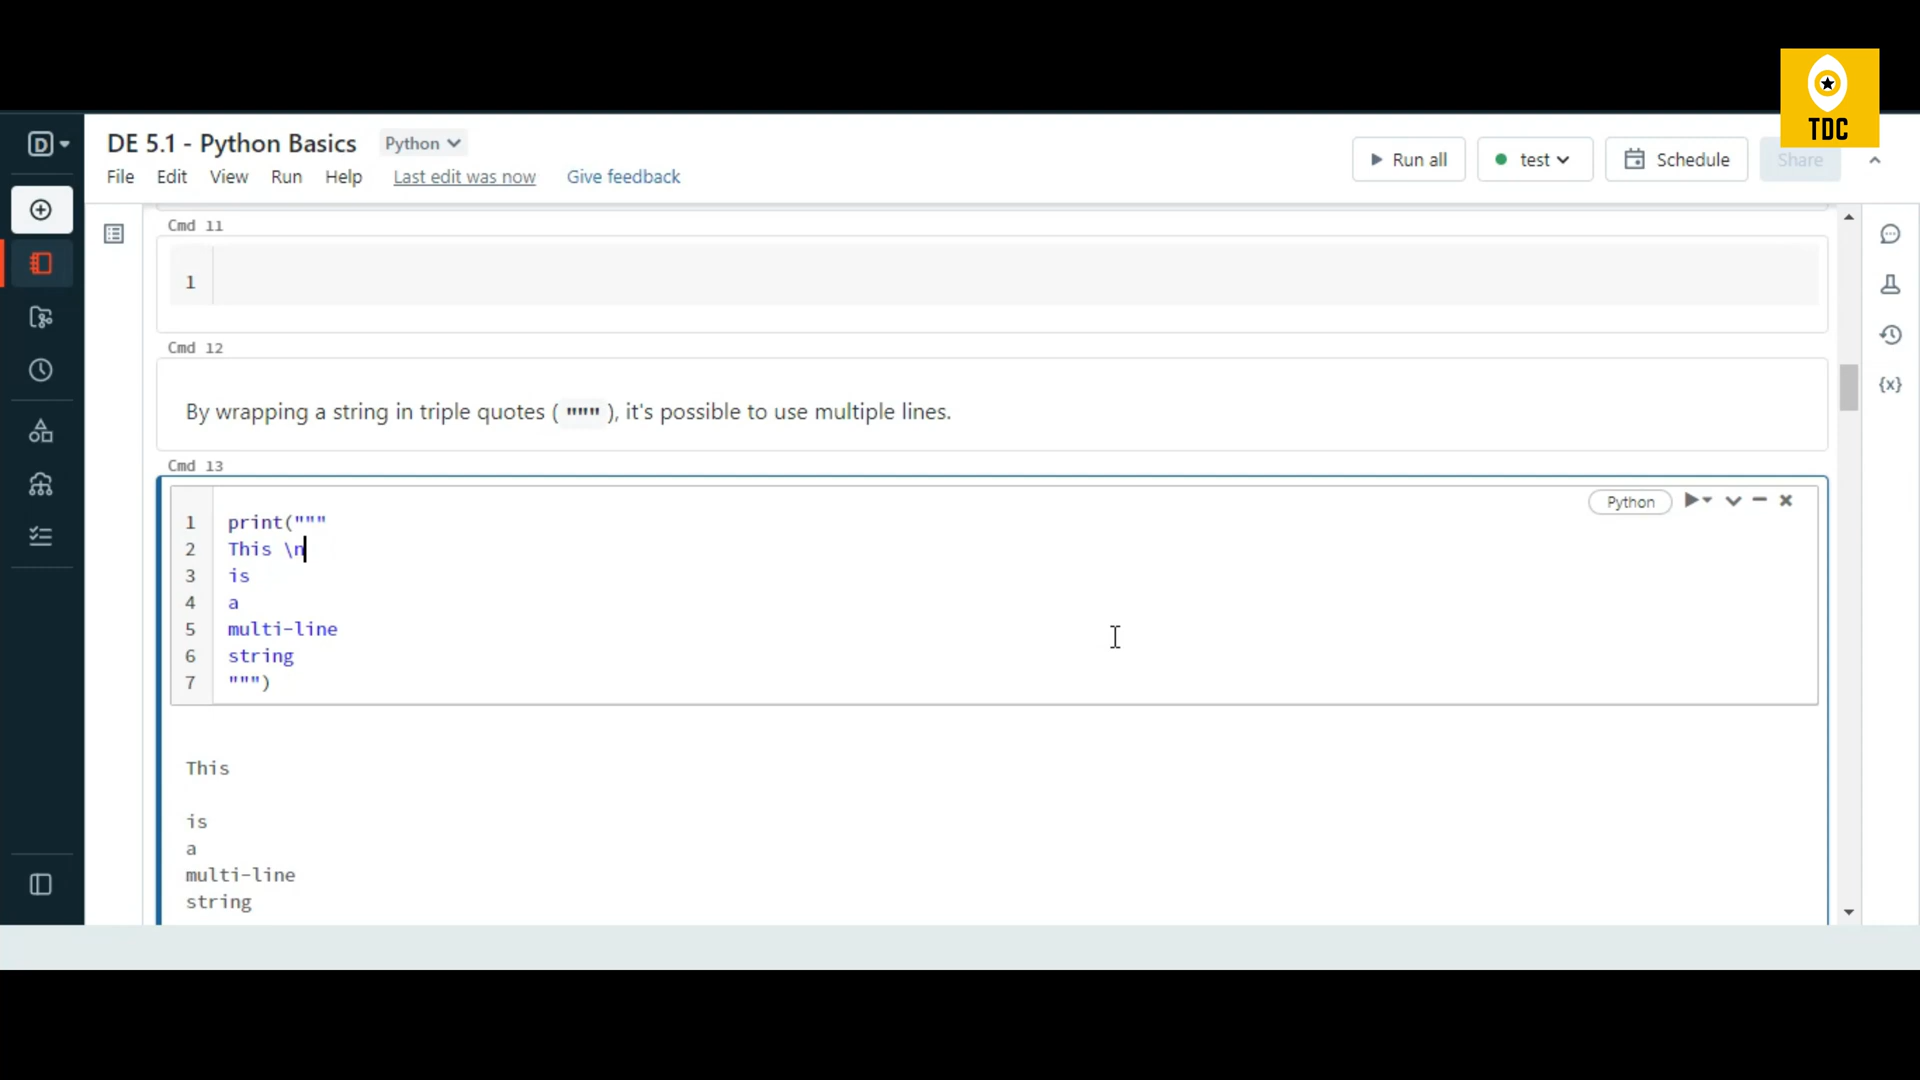 TDC
DE 5.1 - Python Basics Python
File Edit View Run Help Last edit was now Give feedback
Run all test Schedule Share
Cmd 11
1
Cmd 12
By wrapping a string in triple quotes ( """ ), it's possible to use multiple lines.
Cmd 13
Python
1 print("""
2 This \n
3 is
4 a
5 multi-line
6 string
7 """)
This
is
a
multi-line
string